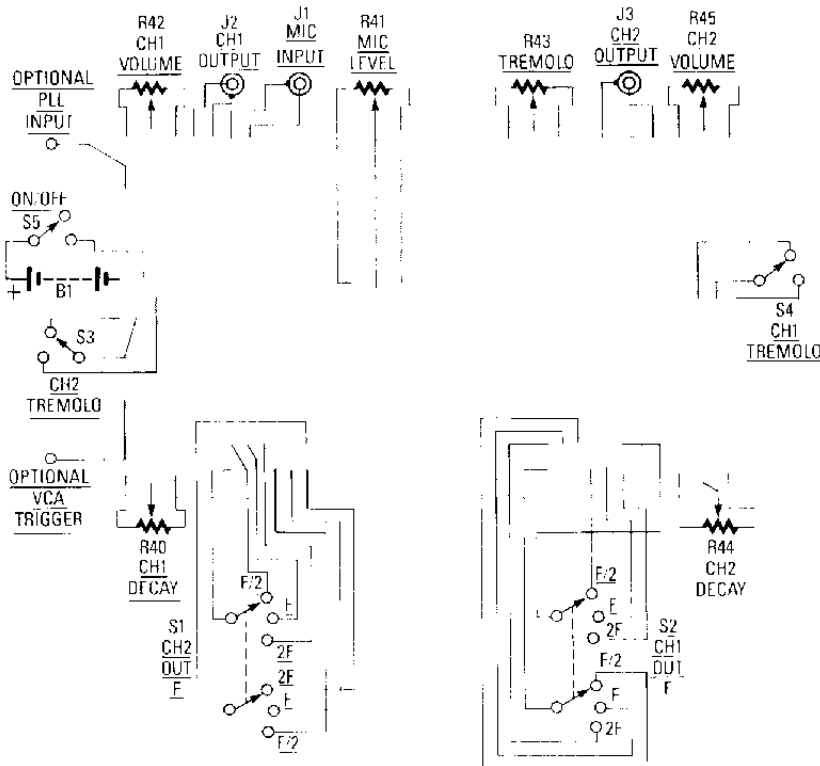 R42
CH1
VOLUME
J2
CH1
OUTPUT
J1
MIC
INPUT
R41
MIC
LEVEL
R43
TREMOLO
J3
CH2
OUTPUT
R45
CH2
VOLUME
OPTIONAL
PLL
INPUT
ON/OFF
S5
+
B1
S3
CH2
TREMOLO
S4
CH1
TREMOLO
OPTIONAL
VCA
TRIGGER
R40
CH1
DECAY
R44
CH2
DECAY
S1
CH2
OUT
F
F/2
F
2F
2F
F
F/2
S2
CH1
OUT
F
F/2
F
2F
F/2
F
2F